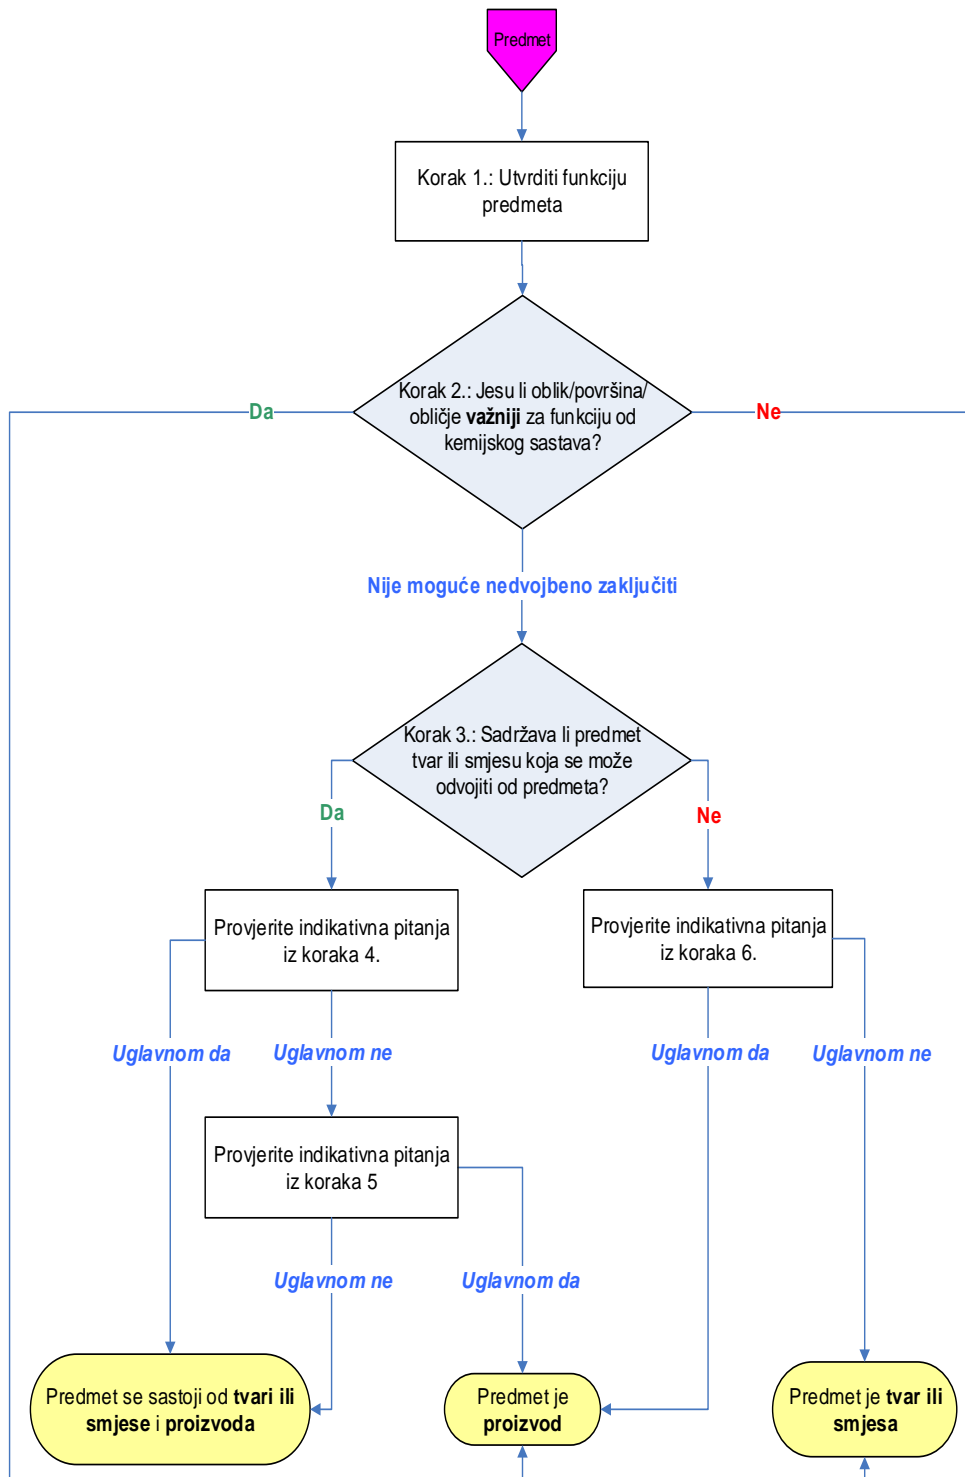 Predmet
Korak 1.: Utvrditi funkciju
predmeta
Korak 2.: Jesu li oblik/površina/
obličje važniji za funkciju od
kemijskog sastava?
Da
Ne
Nije moguće nedvojbeno zaključiti
Korak 3.: Sadržava li predmet
tvar ili smjesu koja se može
odvojiti od predmeta?
Da
Ne
Provjerite indikativna pitanja
iz koraka 4.
Provjerite indikativna pitanja
iz koraka 6.
Uglavnom da
Uglavnom ne
Uglavnom da
Uglavnom ne
Provjerite indikativna pitanja
iz koraka 5
Uglavnom ne
Uglavnom da
Predmet se sastoji od tvari ili
smjese i proizvoda
Predmet je
proizvod
Predmet je tvar ili
smjesa